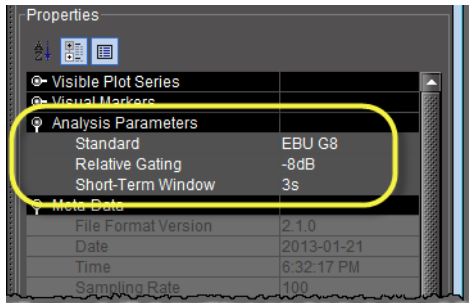 Properties
Visible Plot Series
Visual Markers
Analysis Parameters
Standard EBU G8
Relative Gating -8dB
Short-Term Window 3s
Meta Data
File Format Version 2.1.0
Date 2013-01-21
Time 6:32:17 PM
Sampling Rate 100